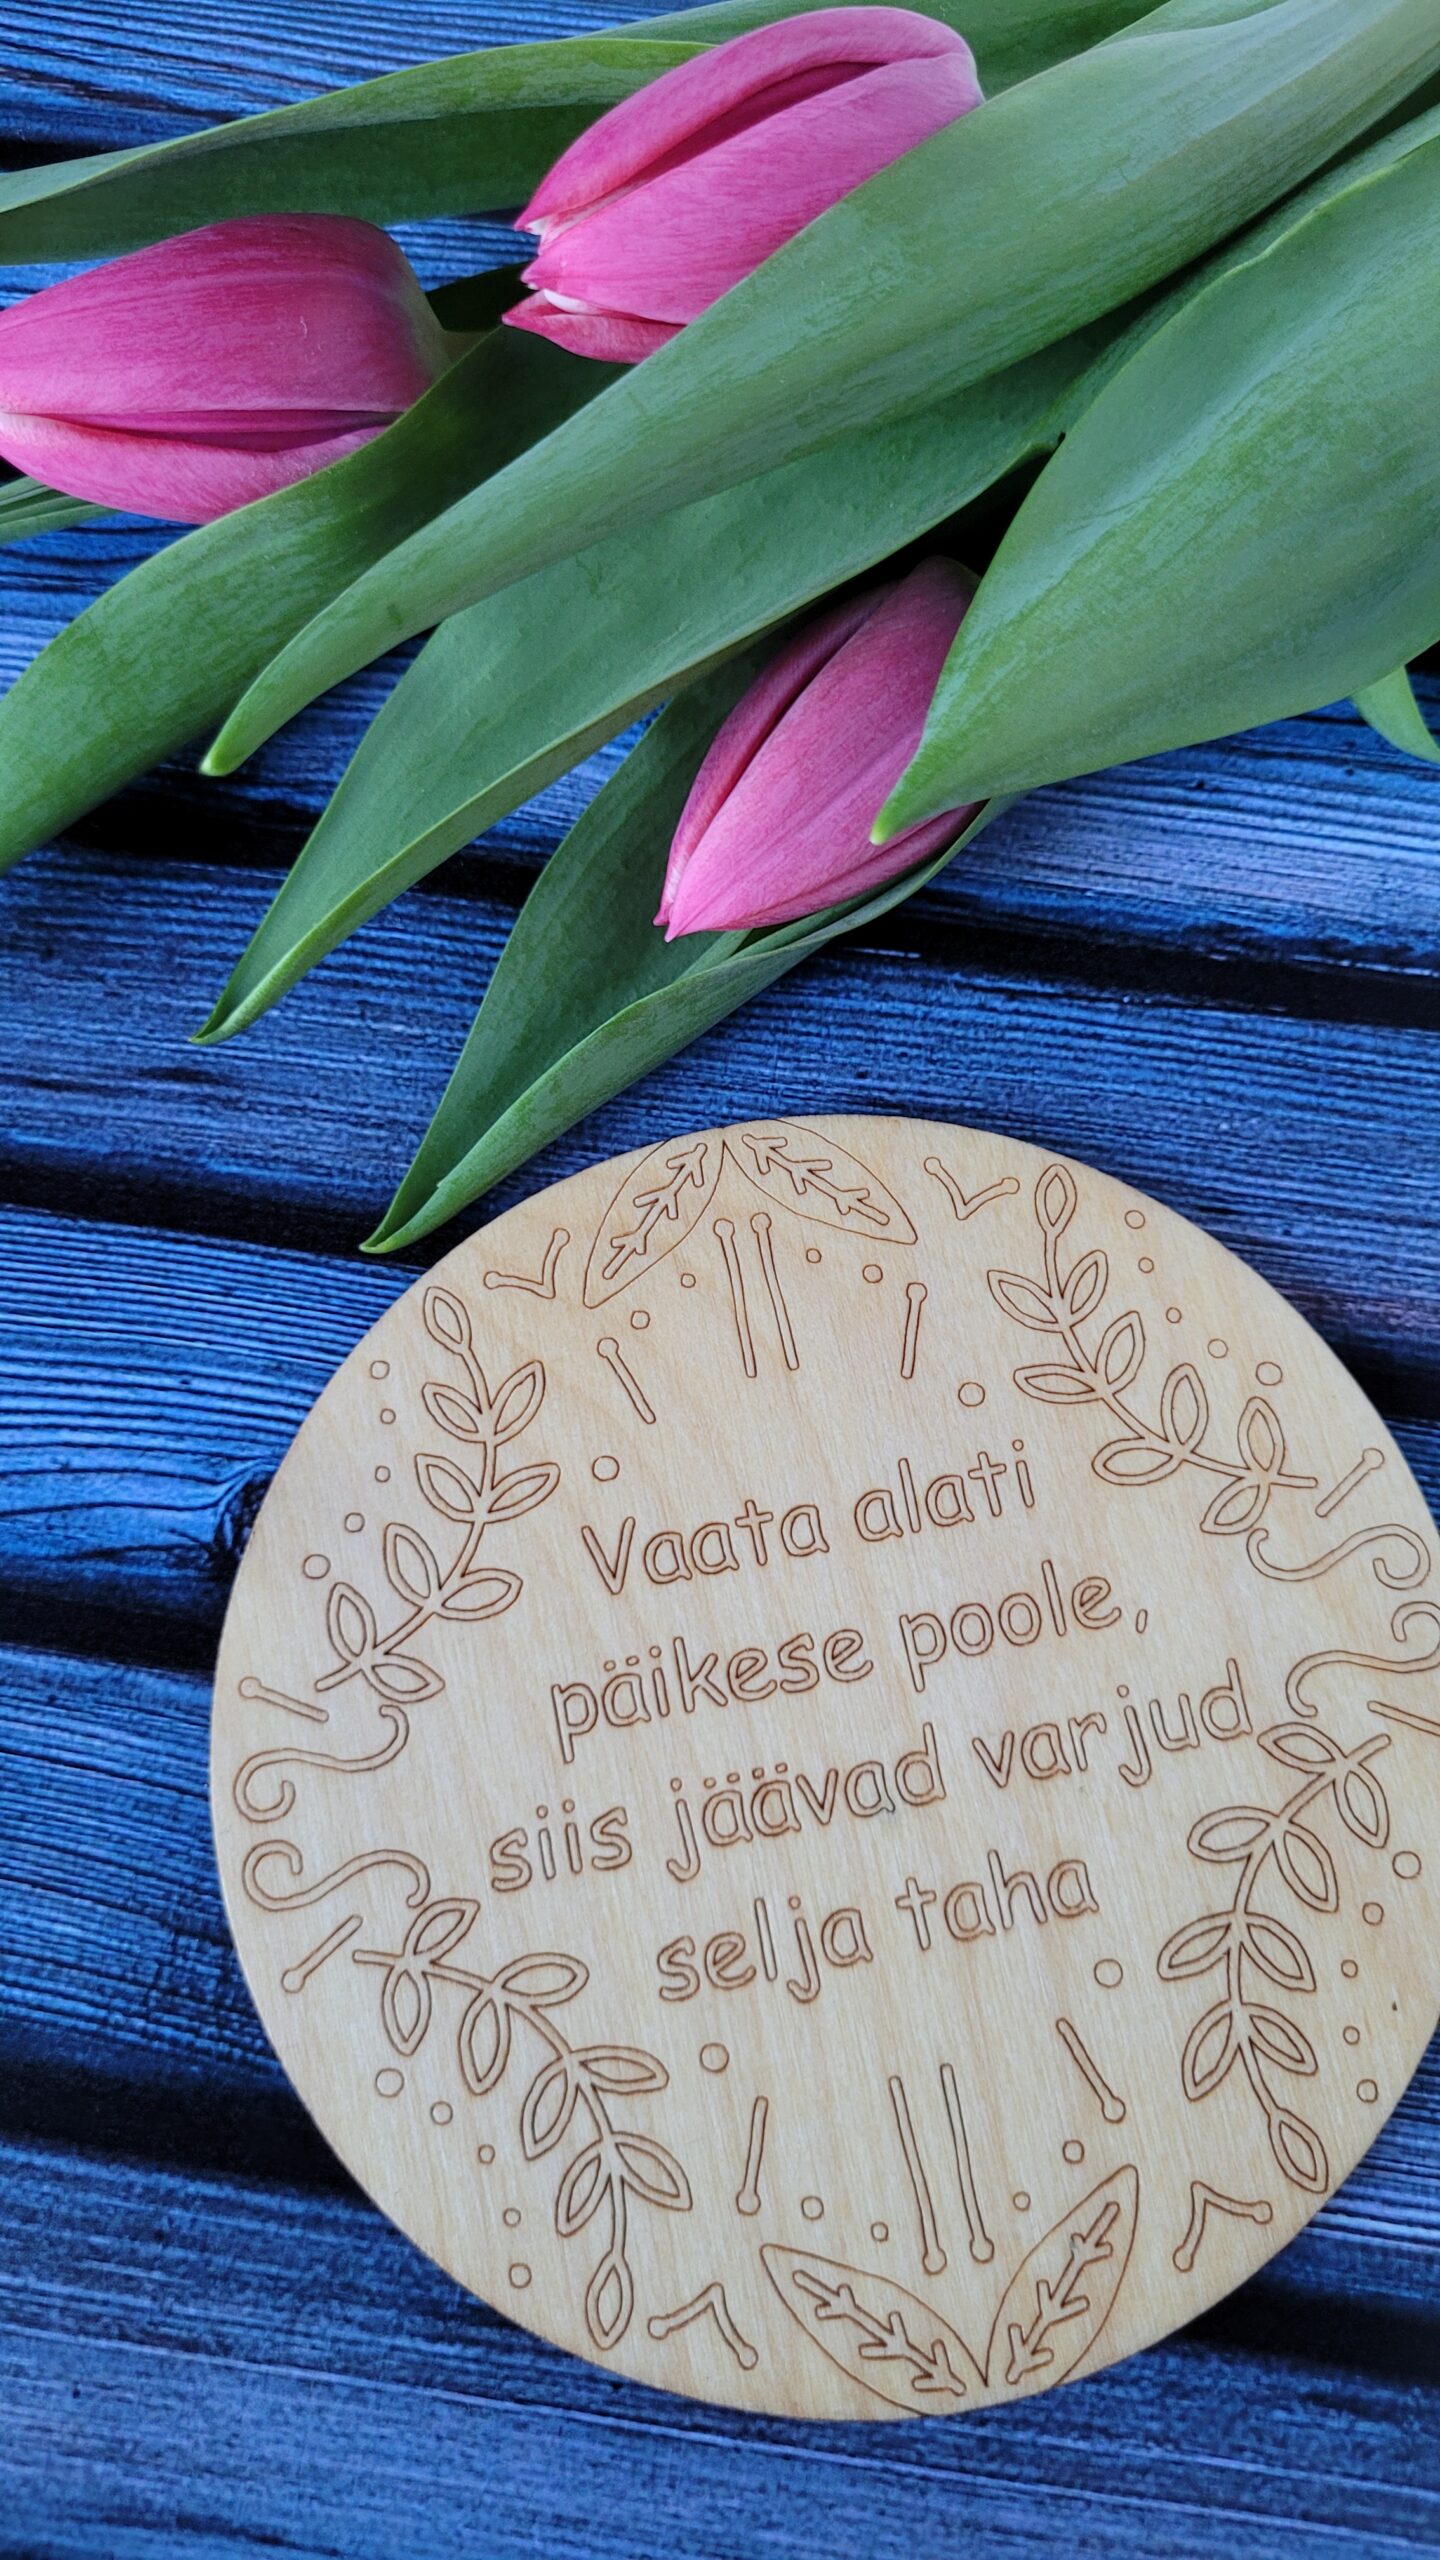 Vaata alati
päikese poole,
siis jäävad varjud
selja taha